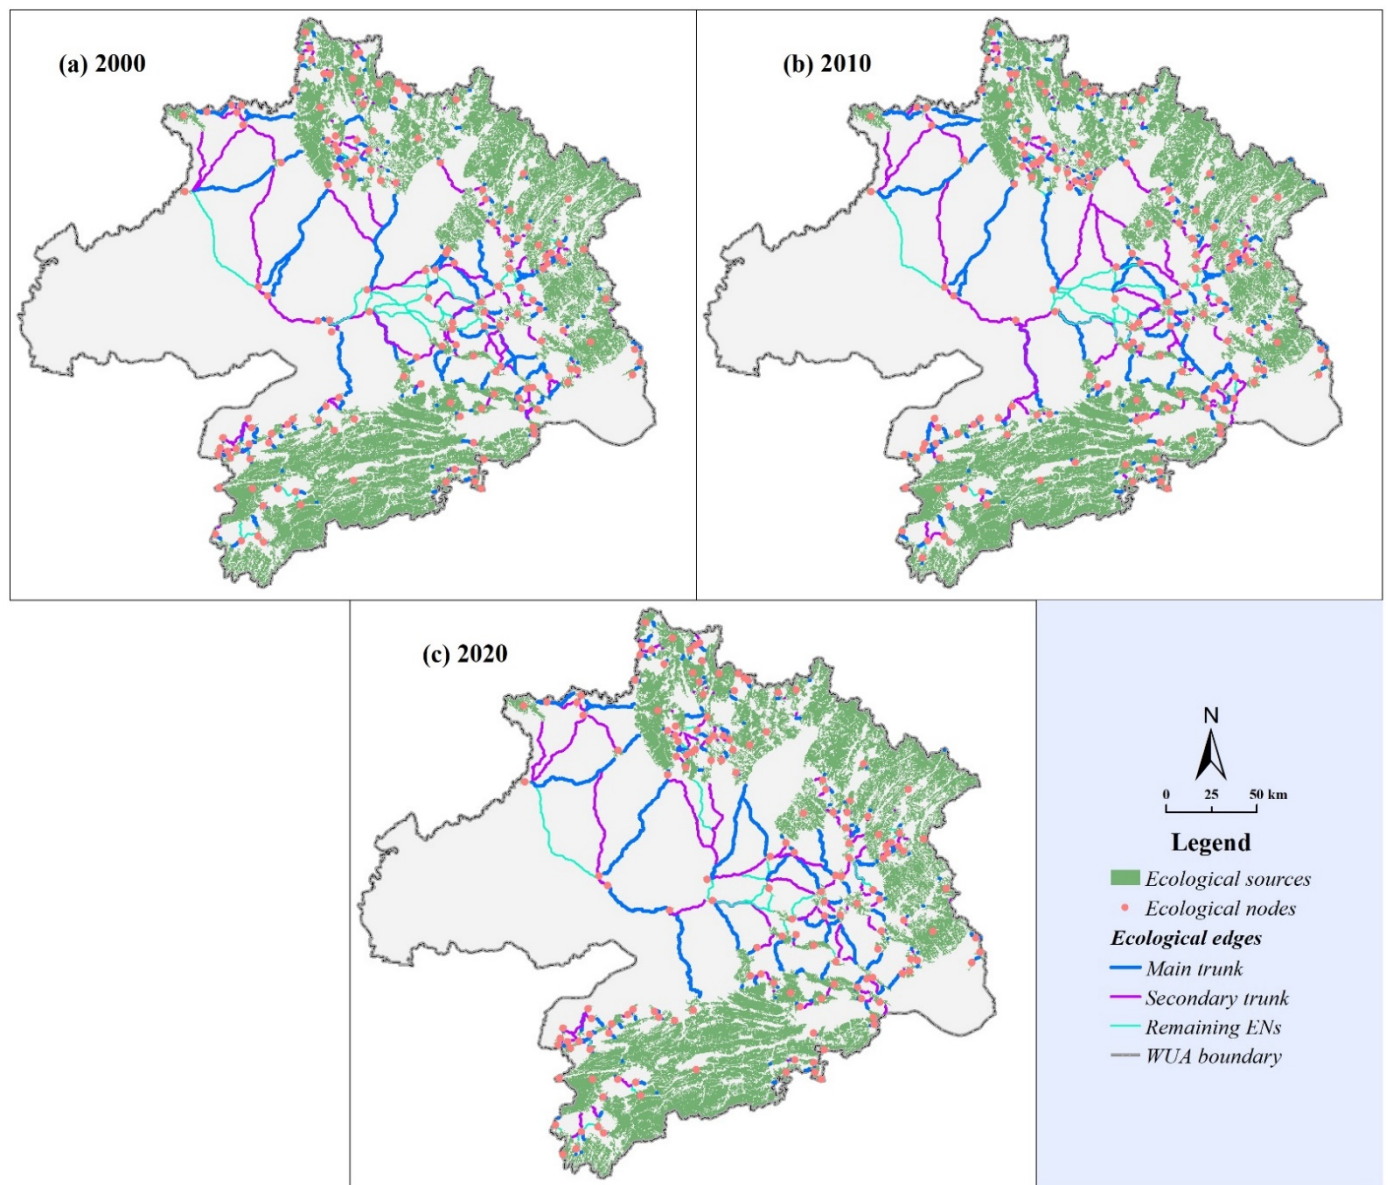 (a) 2000
(b) 2010
(c) 2020
N
0 25 50 km
Legend
Ecological sources
Ecological nodes
Ecological edges
Main trunk
Secondary trunk
Remaining ENs
WUA boundary